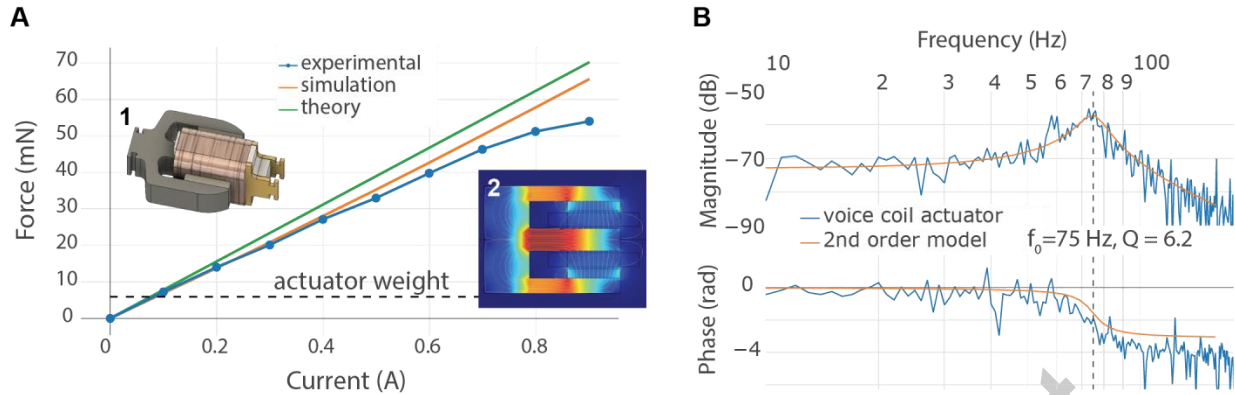 A
70
60
50
40
30
20
10
0
Force (mN)
experimental
simulation
theory
1
2
actuator weight
0
0.2
0.4
0.6
0.8
Current (A)
B
Frequency (Hz)
10
2
3
4
5
6
7
8
9
100
−50
−70
−90
Magnitude (dB)
voice coil actuator
2nd order model
f0=75 Hz, Q = 6.2
0
−4
Phase (rad)